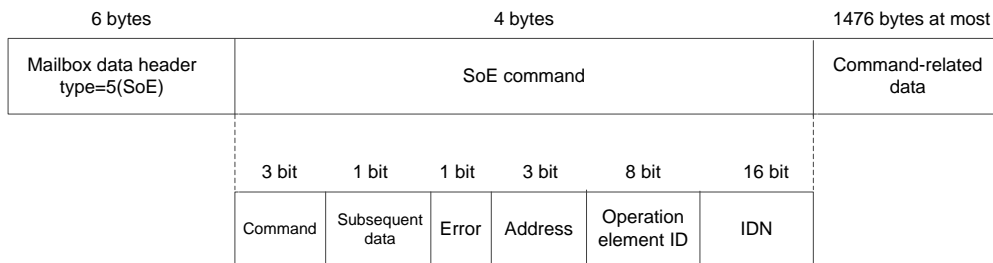 6 bytes
4 bytes
1476 bytes at most
Mailbox data header
type=5(SoE)
SoE command
Command-related
data
3 bit
1 bit
1 bit
3 bit
8 bit
16 bit
Command
Subsequent
data
Error
Address
Operation
element ID
IDN